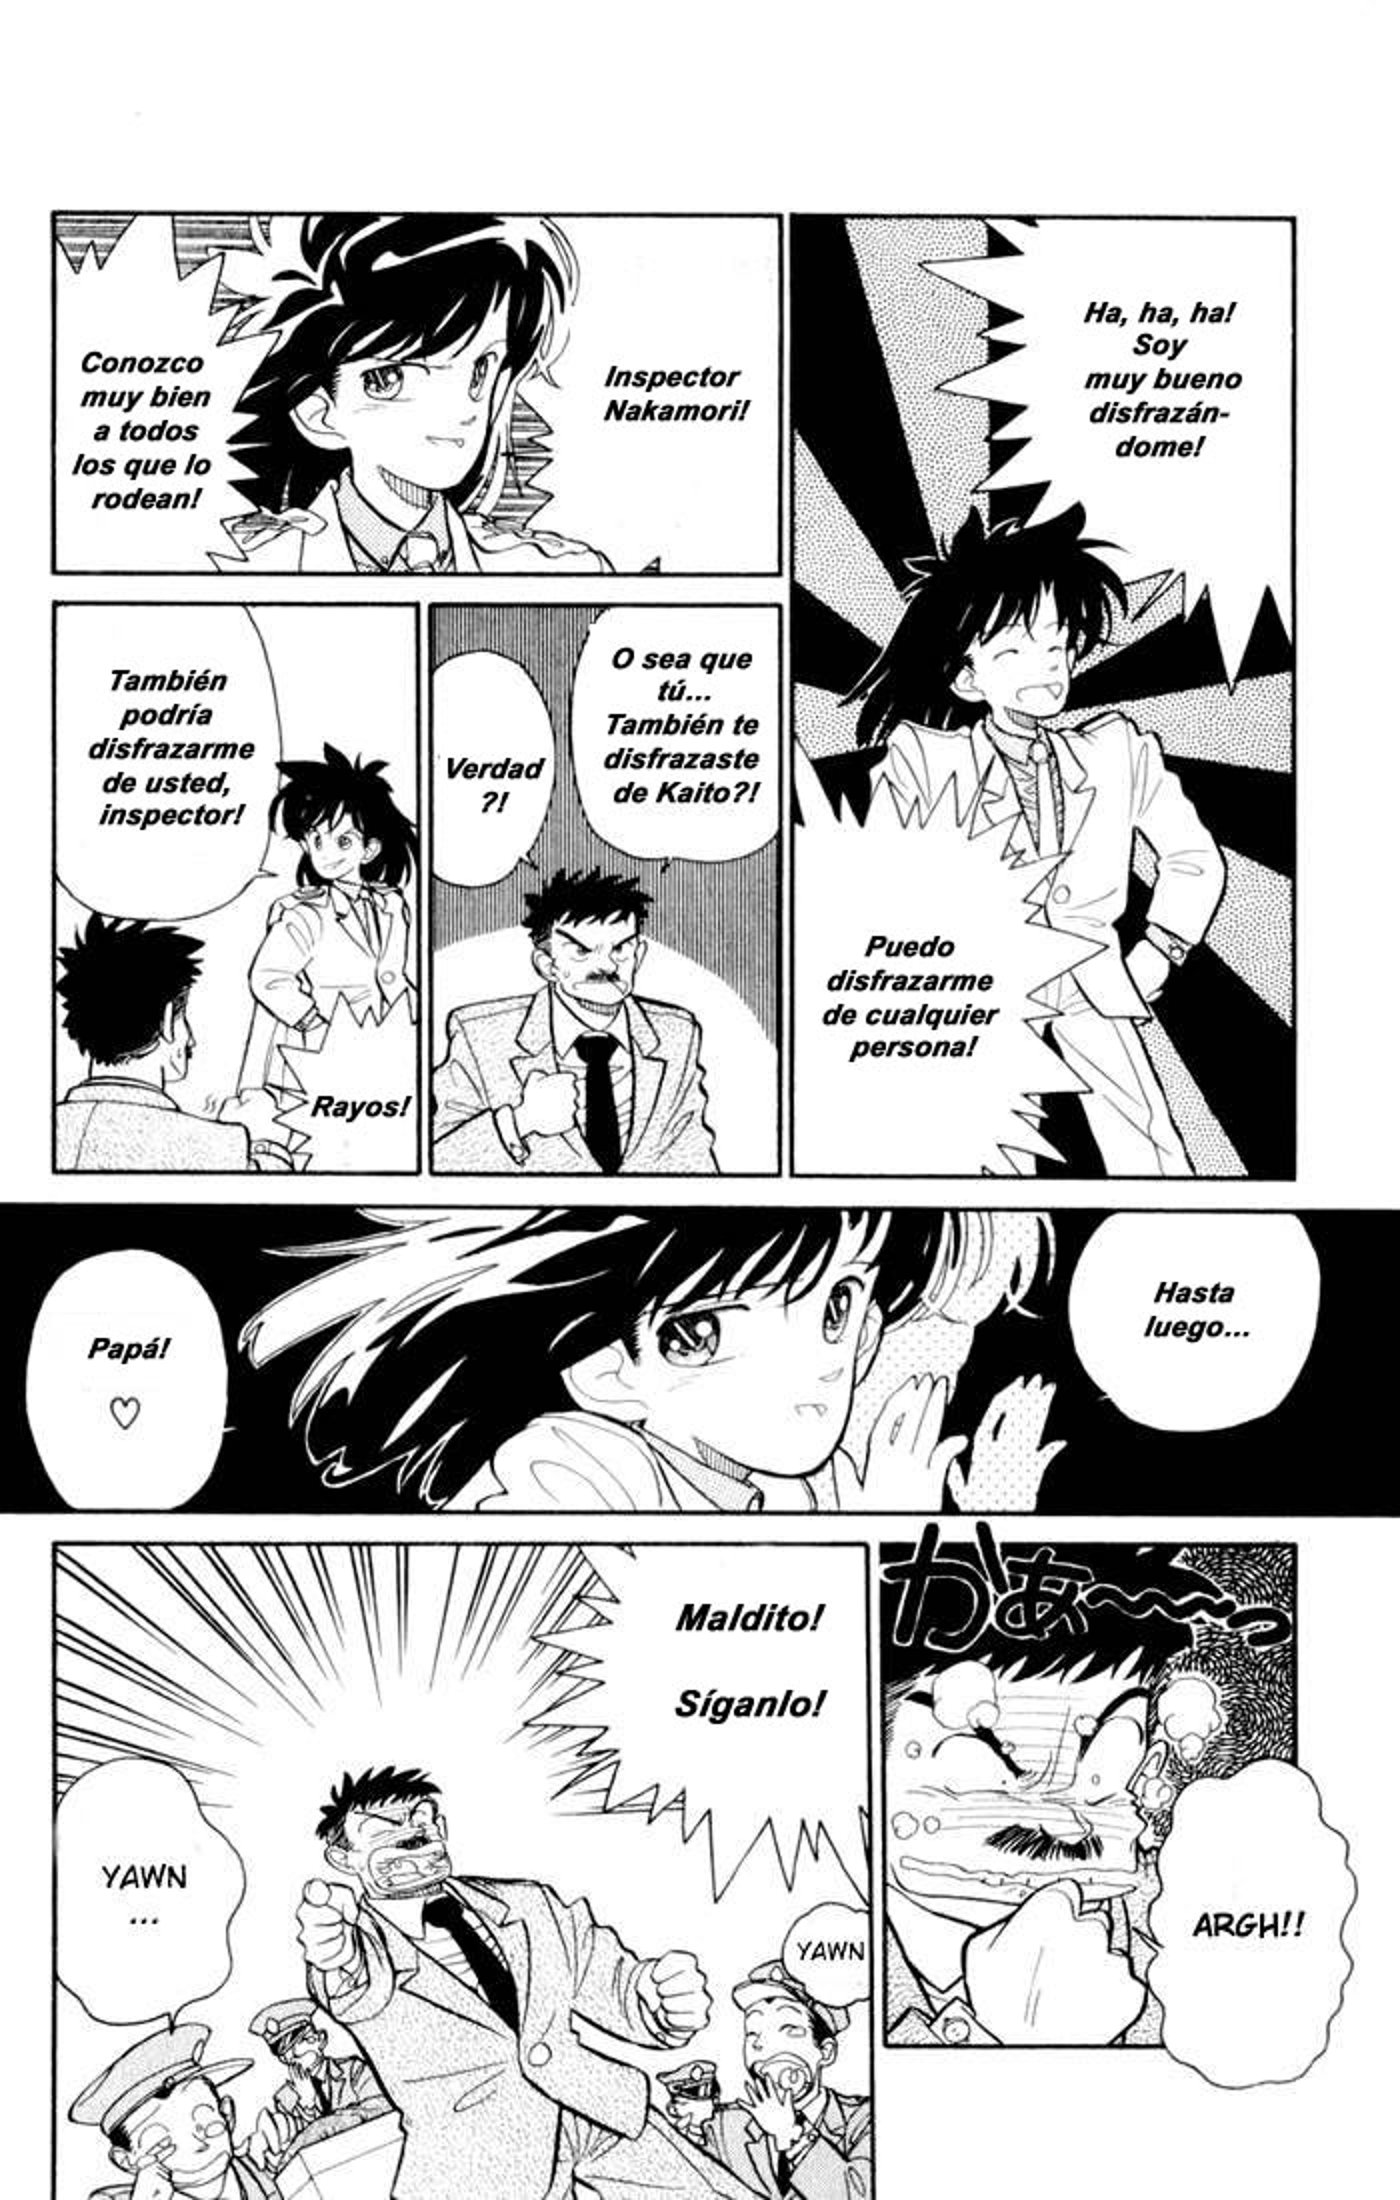 Ha, ha, ha!
Soy
muy bueno
disfrazán-
dome!
Puedo
disfrazarme
de cualquier
persona!
Inspector
Nakamori!
Conozco
muy bien
a todos
los que lo
rodean!
O sea que
tú...
También te
disfrazaste
de Kaito?!
Verdad
?!
También
podría
disfrazarme
de usted,
inspector!
Rayos!
Hasta
luego...
Papá!
♡
かぁ〜〜っ
ARGH!!
Maldito!
Síganlo!
YAWN
YAWN
...